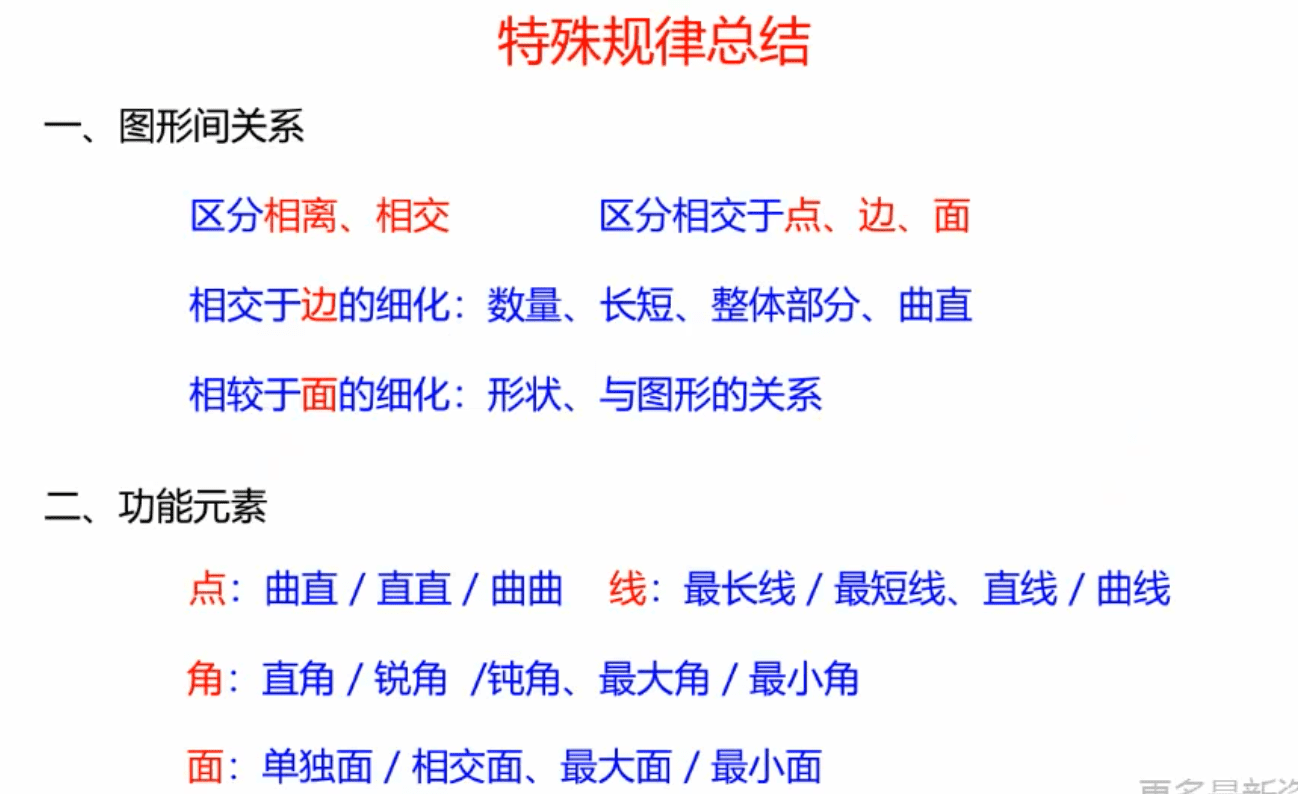 特殊规律总结
一、图形间关系
区分相离、相交 区分相交于点、边、面
相交于边的细化：数量、长短、整体部分、曲直
相较于面的细化：形状、与图形的关系
二、功能元素
点：曲直 / 直直 / 曲曲 线：最长线 / 最短线、直线 / 曲线
角：直角 / 锐角 /钝角、最大角 / 最小角
面：单独面 / 相交面、最大面 / 最小面